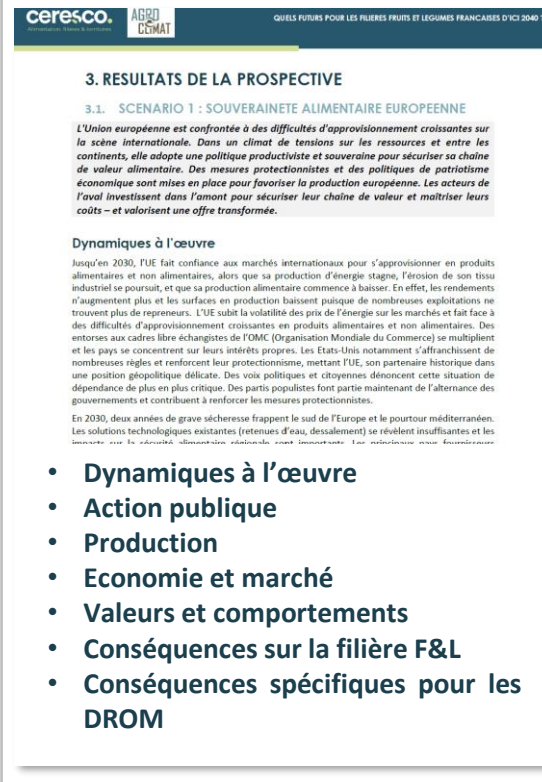 ceresco.
Alimentation, filières & territoires
AGRO
CLIMAT
QUELS FUTURS POUR LES FILIERES FRUITS ET LEGUMES FRANCAISES D'ICI 2040 ?
3. RESULTATS DE LA PROSPECTIVE
3.1. SCENARIO 1 : SOUVERAINETE ALIMENTAIRE EUROPEENNE
L'Union européenne est confrontée à des difficultés d'approvisionnement croissantes sur
la scène internationale. Dans un climat de tensions sur les ressources et entre les
continents, elle adopte une politique productiviste et souveraine pour sécuriser sa chaîne
de valeur alimentaire. Des mesures protectionnistes et des politiques de patriotisme
économique sont mises en place pour favoriser la production européenne. Les acteurs de
l'aval investissent dans l'amont pour sécuriser leur chaîne de valeur et maîtriser leurs
coûts – et valorisent une offre transformée.
Dynamiques à l'œuvre
Jusqu'en 2030, l'UE fait confiance aux marchés internationaux pour s'approvisionner en produits
alimentaires et non alimentaires, alors que sa production d'énergie stagne, l'érosion de son tissu
industriel se poursuit, et que sa production alimentaire commence à baisser. En effet, les rendements
n'augmentent plus et les surfaces en production baissent puisque de nombreuses exploitations ne
trouvent plus de repreneurs. L'UE subit la volatilité des prix de l'énergie sur les marchés et fait face à
des difficultés d'approvisionnement croissantes en produits alimentaires et non alimentaires. Des
entorses aux cadres libre échangistes de l'OMC (Organisation Mondiale du Commerce) se multiplient
et les pays se concentrent sur leurs intérêts propres. Les Etats-Unis notamment s'affranchissent de
nombreuses règles et renforcent leur protectionnisme, mettant l'UE, son partenaire historique dans
une position géopolitique délicate. Des voix politiques et citoyennes dénoncent cette situation de
dépendance de plus en plus critique. Des partis populistes font partie maintenant de l'alternance des
gouvernements et contribuent à renforcer les mesures protectionnistes.
En 2030, deux années de grave sécheresse frappent le sud de l'Europe et le pourtour méditerranéen.
Les solutions technologiques existantes (retenues d'eau, dessalement) se révèlent insuffisantes et les
impacts sur la sécurité alimentaire régionale sont importants. Les principaux pays fournisseurs
• Dynamiques à l'œuvre
• Action publique
• Production
• Economie et marché
• Valeurs et comportements
• Conséquences sur la filière F&L
• Conséquences spécifiques pour les
DROM